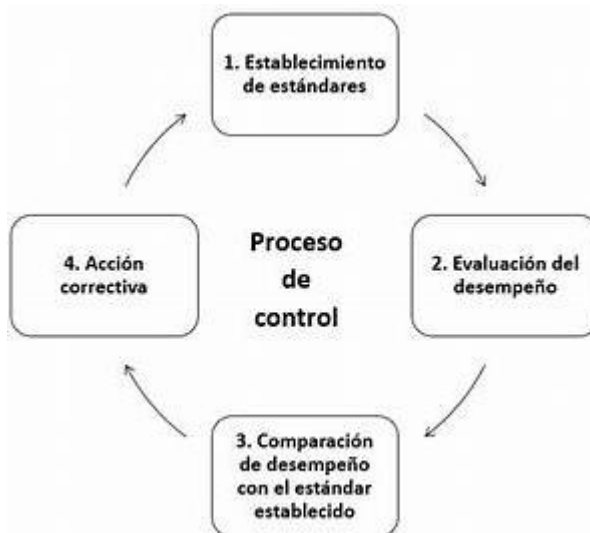 1. Establecimiento
de estándares
2. Evaluación del
desempeño
3. Comparación
de desempeño
con el estándar
establecido
4. Acción
correctiva
Proceso
de
control